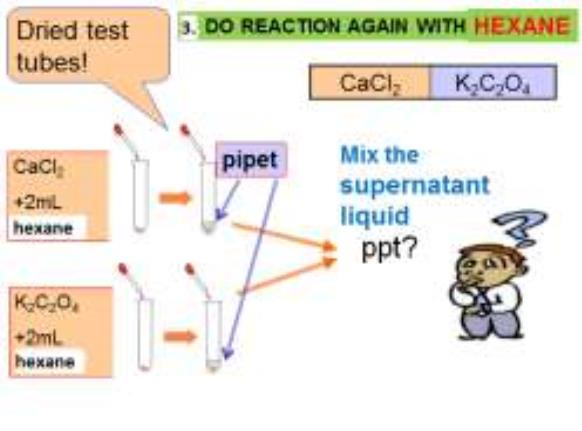 Dried test
tubes!
3. DO REACTION AGAIN WITH HEXANE
CaCl₂ K₂C₂O₄
CaCl₂
+2mL
hexane
pipet
Mix the
supernatant
liquid
ppt?
?
K₂C₂O₄
+2mL
hexane